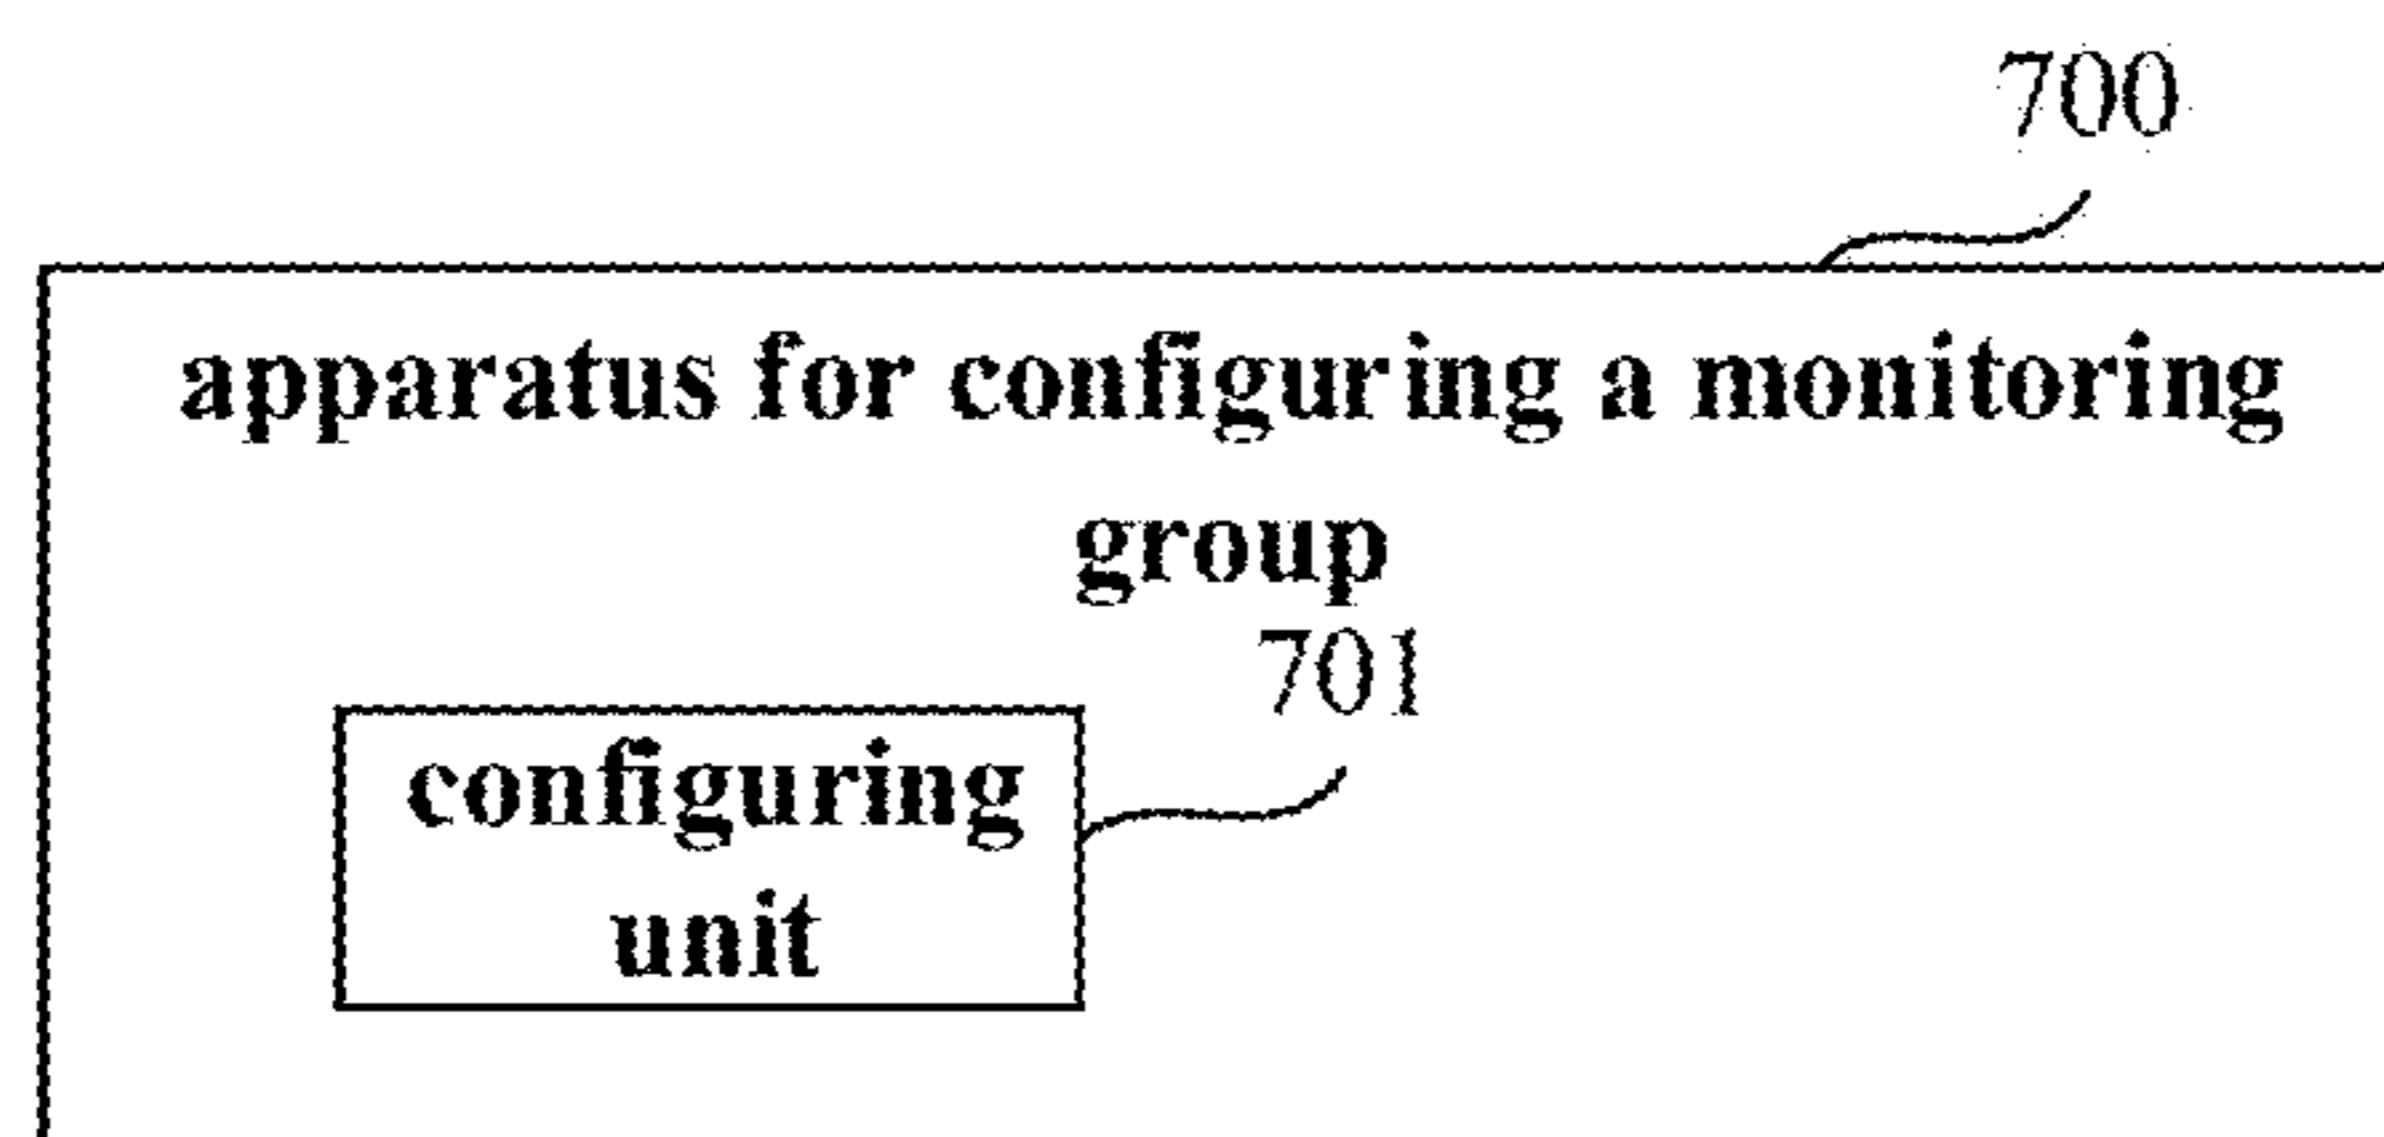 700
apparatus for configuring a monitoring
group
701
configuring
unit